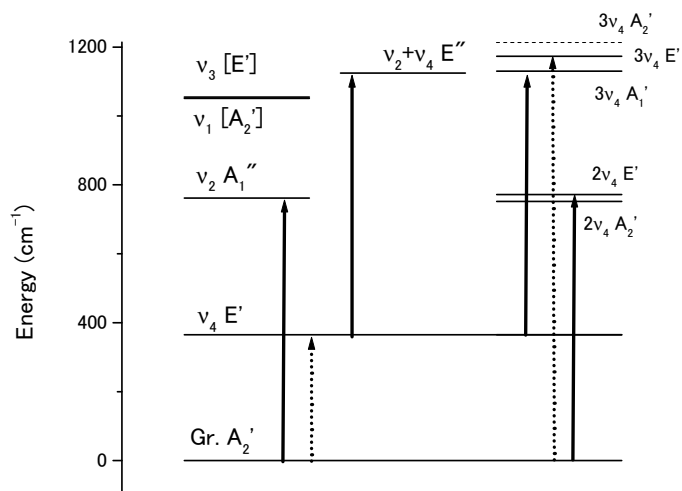 1200
800
400
0
Energy (cm⁻¹)
ν₃ [E']
ν₁ [A₂']
ν₂ A₁″
ν₄ E'
Gr. A₂'
ν₂+ν₄ E″
3ν₄ A₂'
3ν₄ E'
3ν₄ A₁'
2ν₄ E'
2ν₄ A₂'